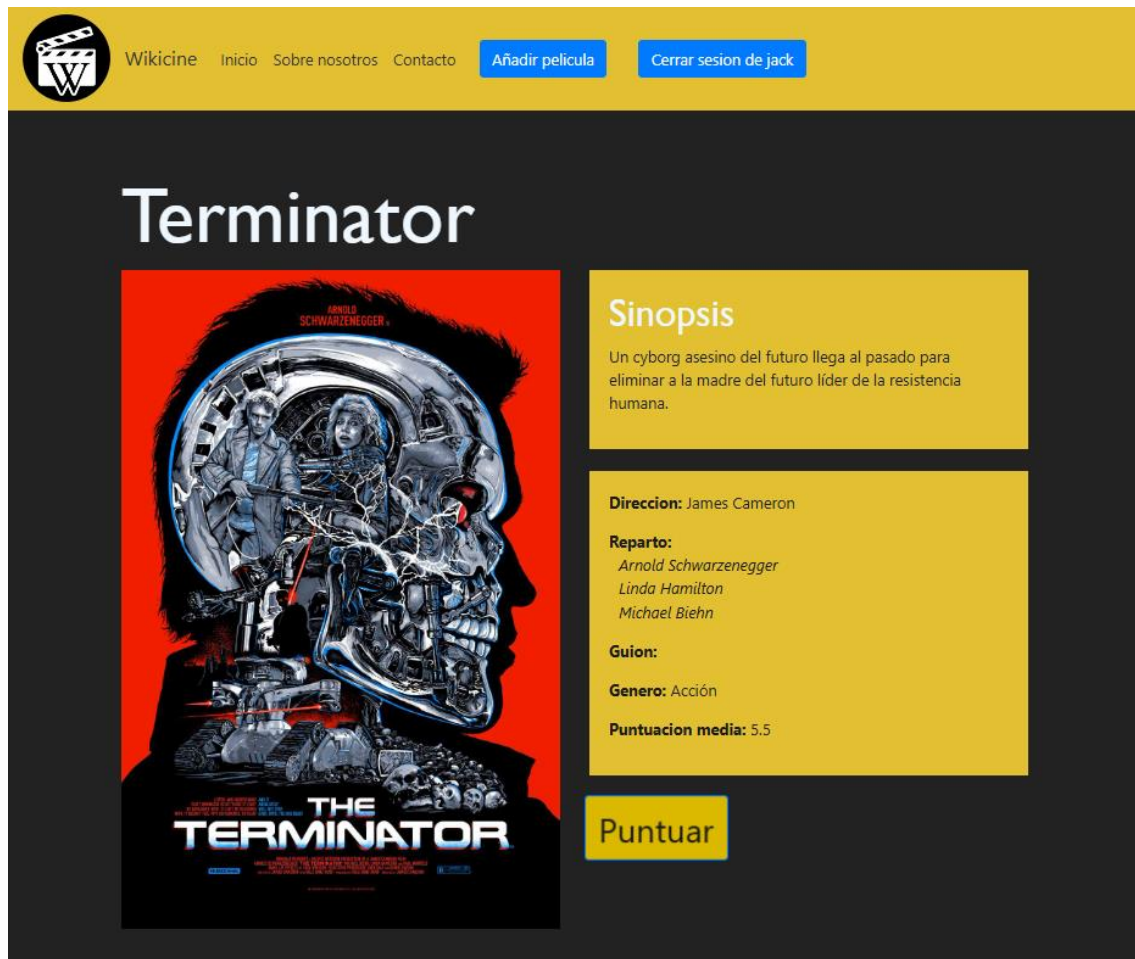 W
Wikicine Inicio Sobre nosotros Contacto Añadir pelicula Cerrar sesion de jack
Terminator
ARNOLD
SCHWARZENEGGER
THE
TERMINATOR
Sinopsis
Un cyborg asesino del futuro llega al pasado para
eliminar a la madre del futuro líder de la resistencia
humana.
Direccion: James Cameron
Reparto:
Arnold Schwarzenegger
Linda Hamilton
Michael Biehn
Guion:
Genero: Acción
Puntuacion media: 5.5
Puntuar